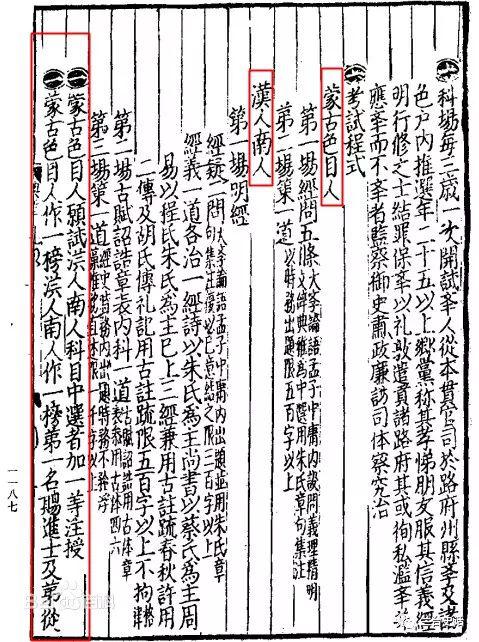 科場每三歲一次開試舉人從本貫官司於路府州縣舉及諸
色戶內推選年二十五以上鄉黨稱其孝悌朋友服其信義經
明行修之士結罪保舉以礼敦遣貢諸路府其或徇私濫舉并
應舉而不舉者監察御史肅政廉訪司体察究治
考試程式
蒙古色目人
第一場經問五條大學論語孟子中庸內設問義理精明文辞典雅為中選用朱氏章句集註
第二場策一道以時務出題限五百字以上
漢人南人
第一場明經
經疑二問大學論語孟子中庸內出題並用朱氏章句集註復以己意結之限三百字以上
經義一道各治一經詩以朱氏為主尚書以蔡氏為主周
易以程氏朱氏為主已上三經兼用古註疏春秋許用
三傳及胡氏傳礼記用古註疏限五百字以上不拘格律
第二場古賦詔誥章表內科一道古賦詔誥用古体章表參用古体四六
第三場策一道經史時務內出題不矜浮藻惟務直述限一千字以上
蒙古色目人願試漢人南人科目中選者加一等注授
蒙古色目人作一榜漢人南人作一榜第一名賜進士及第從
一一八七
Bai百科